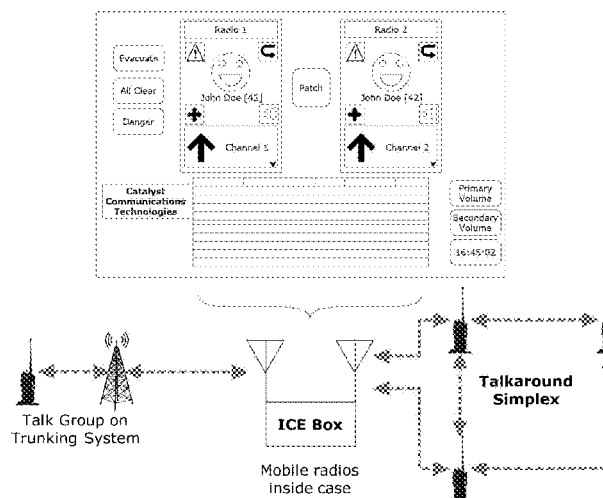 Radio 1
Radio 2
Evacuate
All Clear
Danger
John Doe [42]
Patch
John Doe [42]
Channel 1
Channel 2
Catalyst
Communications
Technologies
Primary
Volume
Secondary
Volume
16:45:02
Talk Group on
Trunking System
ICE Box
Mobile radios
inside case
Talkaround
Simplex